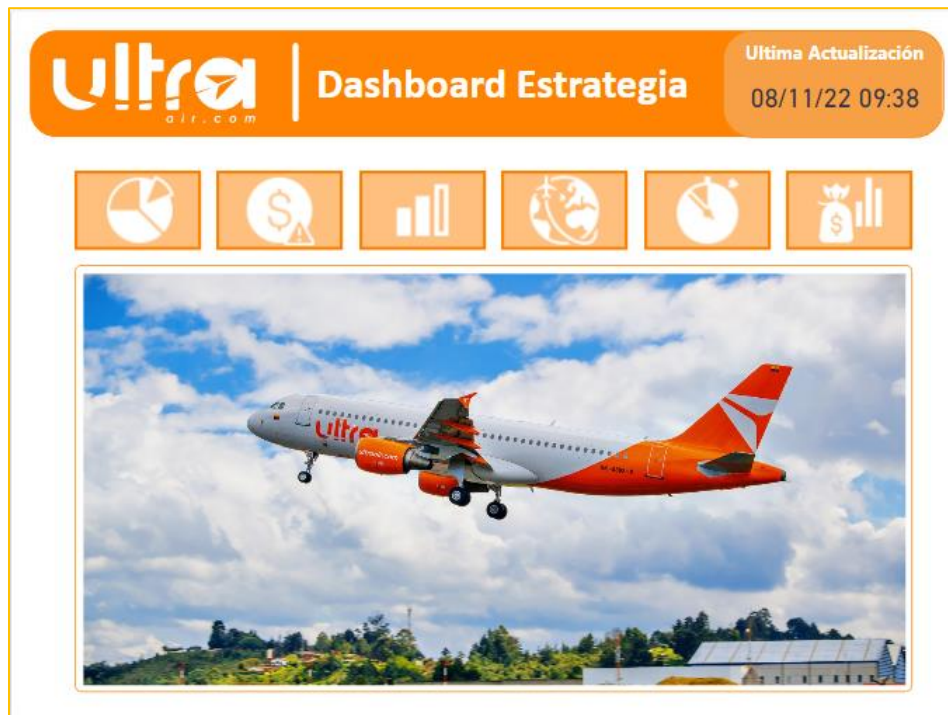 ultra
air.com
Dashboard Estrategia
Ultima Actualización
08/11/22 09:38
ultra